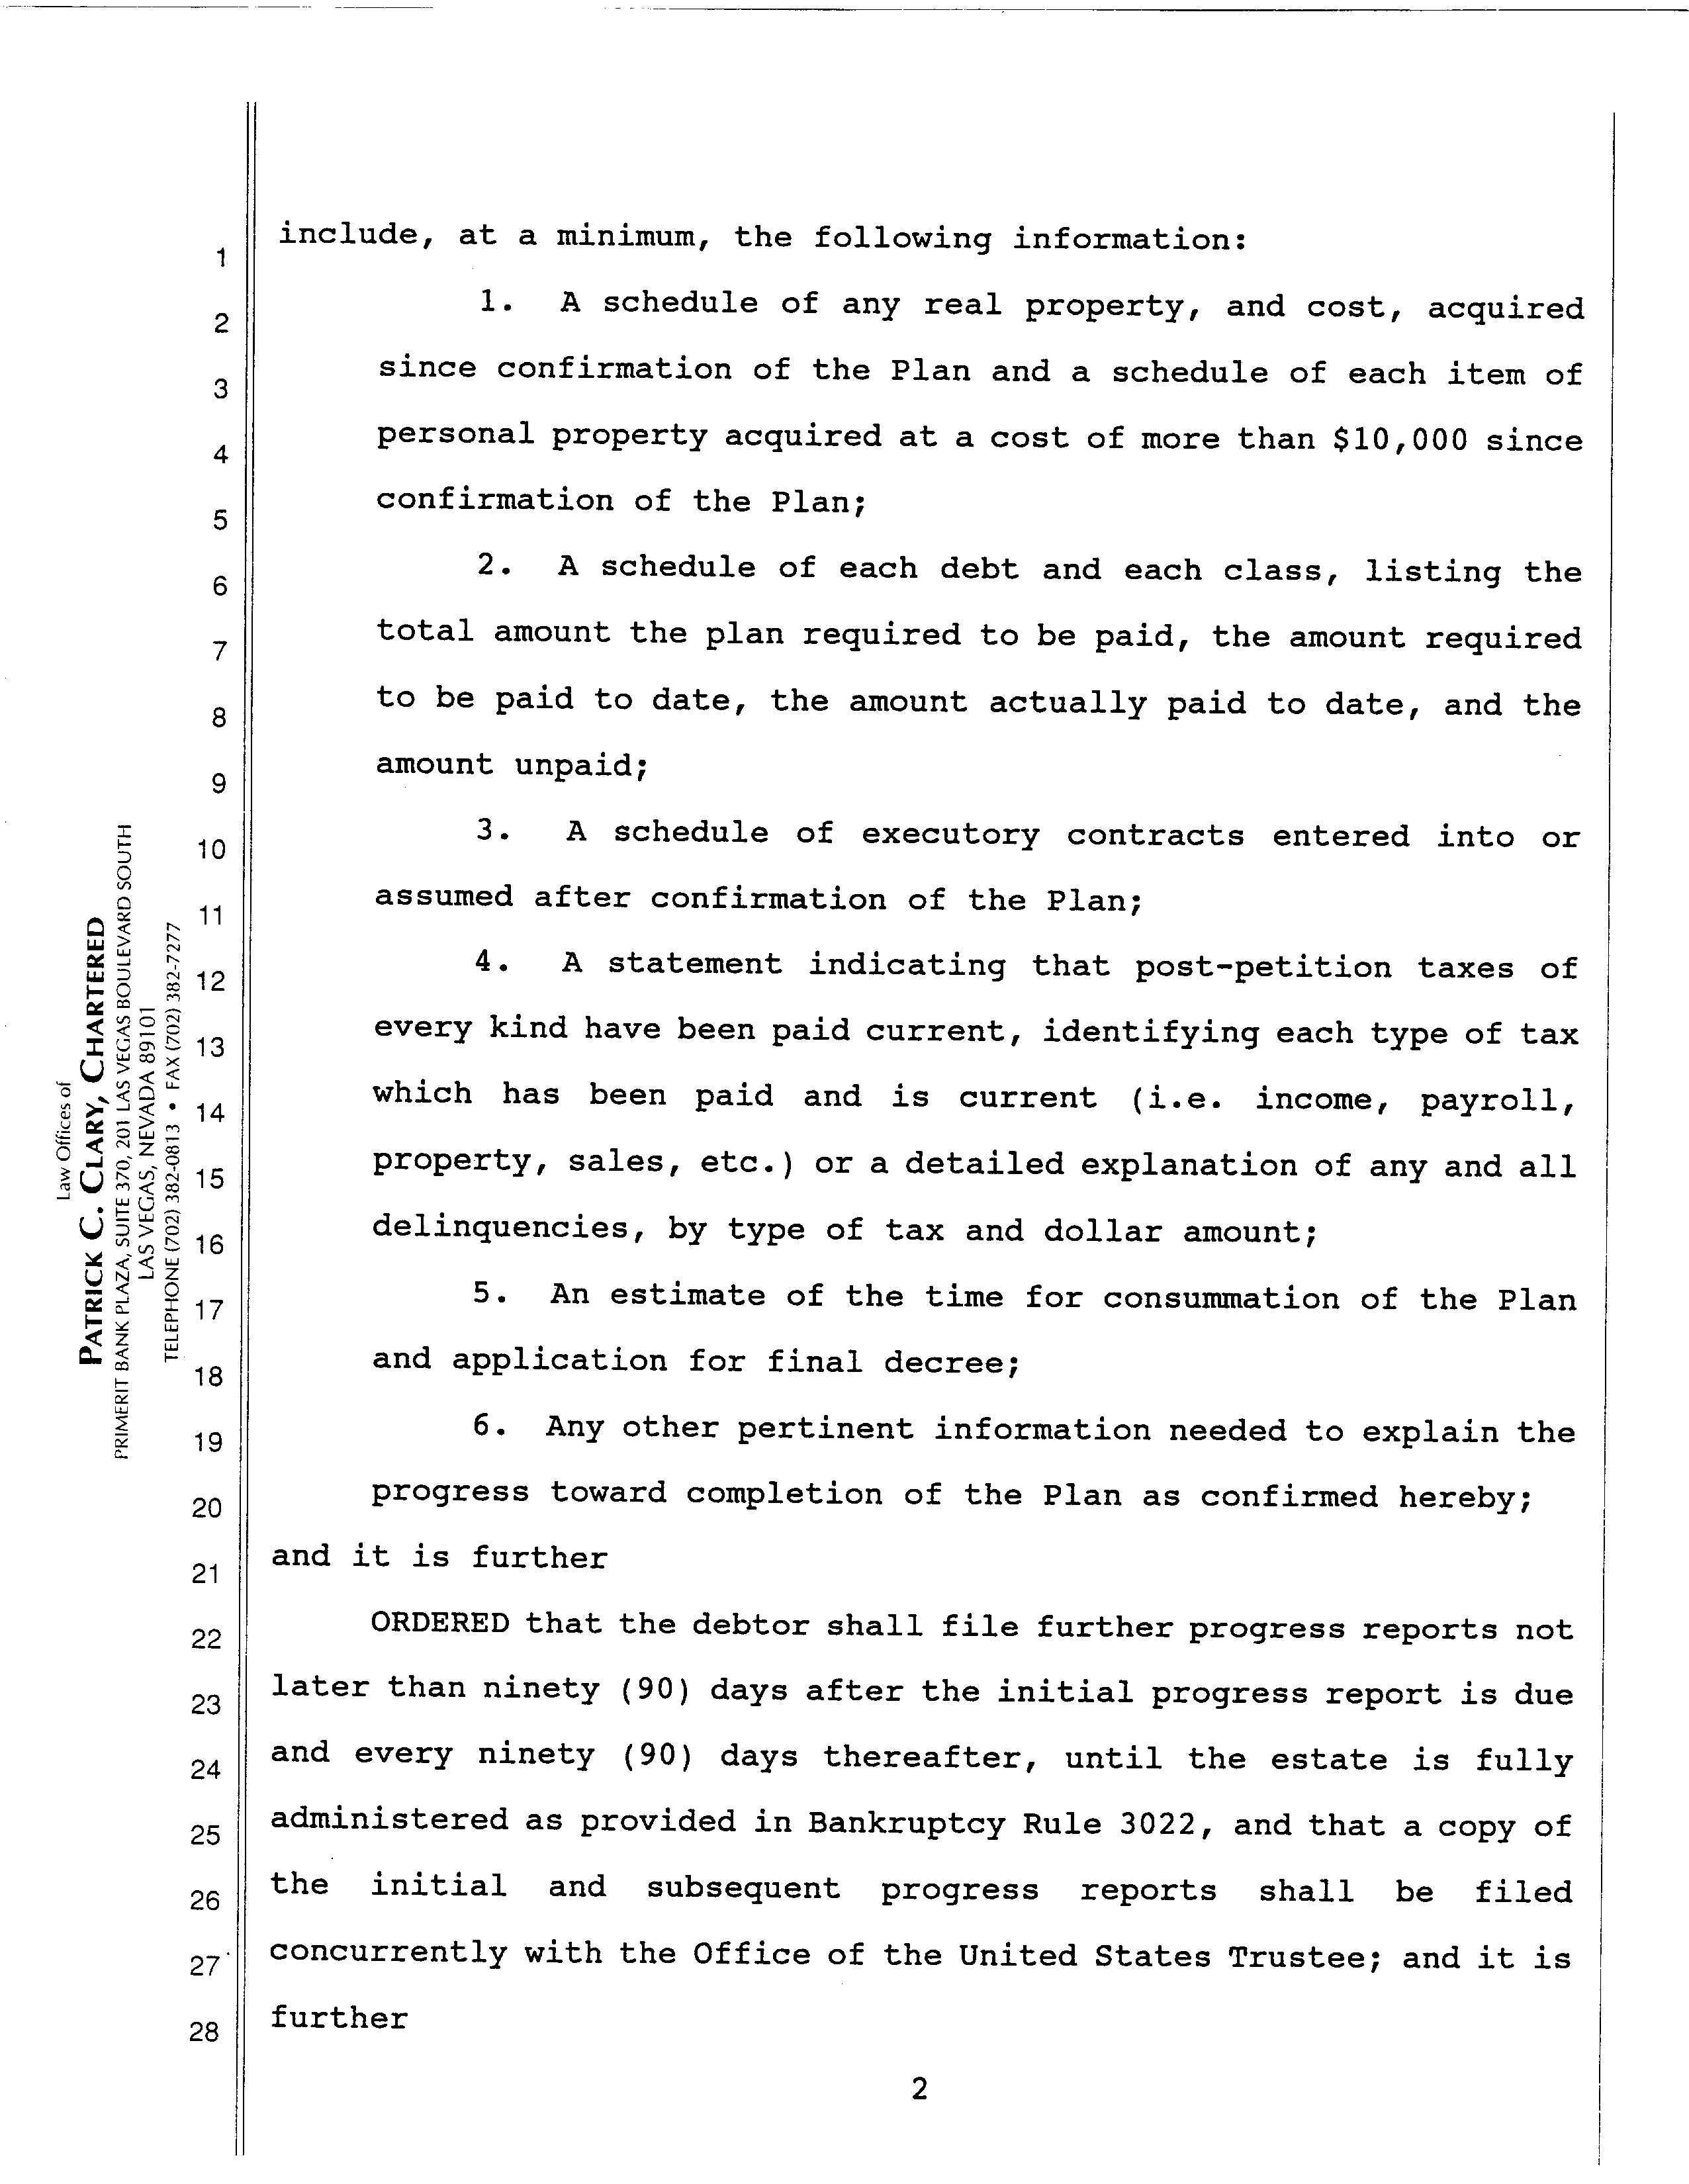 Law Offices of
PATRICK C. CLARY, CHARTERED
PRIMERIT BANK PLAZA, SUITE 370, 201 LAS VEGAS BOULEVARD SOUTH
LAS VEGAS, NEVADA 89101
TELEPHONE (702) 382-0813 • FAX (702) 382-7277
1 include, at a minimum, the following information:
2 1. A schedule of any real property, and cost, acquired
3 since confirmation of the Plan and a schedule of each item of
4 personal property acquired at a cost of more than $10,000 since
5 confirmation of the Plan;
6 2. A schedule of each debt and each class, listing the
7 total amount the plan required to be paid, the amount required
8 to be paid to date, the amount actually paid to date, and the
9 amount unpaid;
10 3. A schedule of executory contracts entered into or
11 assumed after confirmation of the Plan;
12 4. A statement indicating that post-petition taxes of
13 every kind have been paid current, identifying each type of tax
14 which has been paid and is current (i.e. income, payroll,
15 property, sales, etc.) or a detailed explanation of any and all
16 delinquencies, by type of tax and dollar amount;
17 5. An estimate of the time for consummation of the Plan
18 and application for final decree;
19 6. Any other pertinent information needed to explain the
20 progress toward completion of the Plan as confirmed hereby;
21 and it is further
22 ORDERED that the debtor shall file further progress reports not
23 later than ninety (90) days after the initial progress report is due
24 and every ninety (90) days thereafter, until the estate is fully
25 administered as provided in Bankruptcy Rule 3022, and that a copy of
26 the initial and subsequent progress reports shall be filed
27 concurrently with the Office of the United States Trustee; and it is
28 further
2